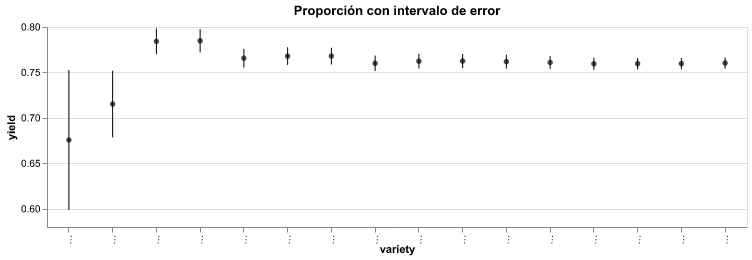 Proporción con intervalo de error
0.80
0.75
0.70
0.65
0.60
yield
… … … … … … … … … … … … … … … …
variety